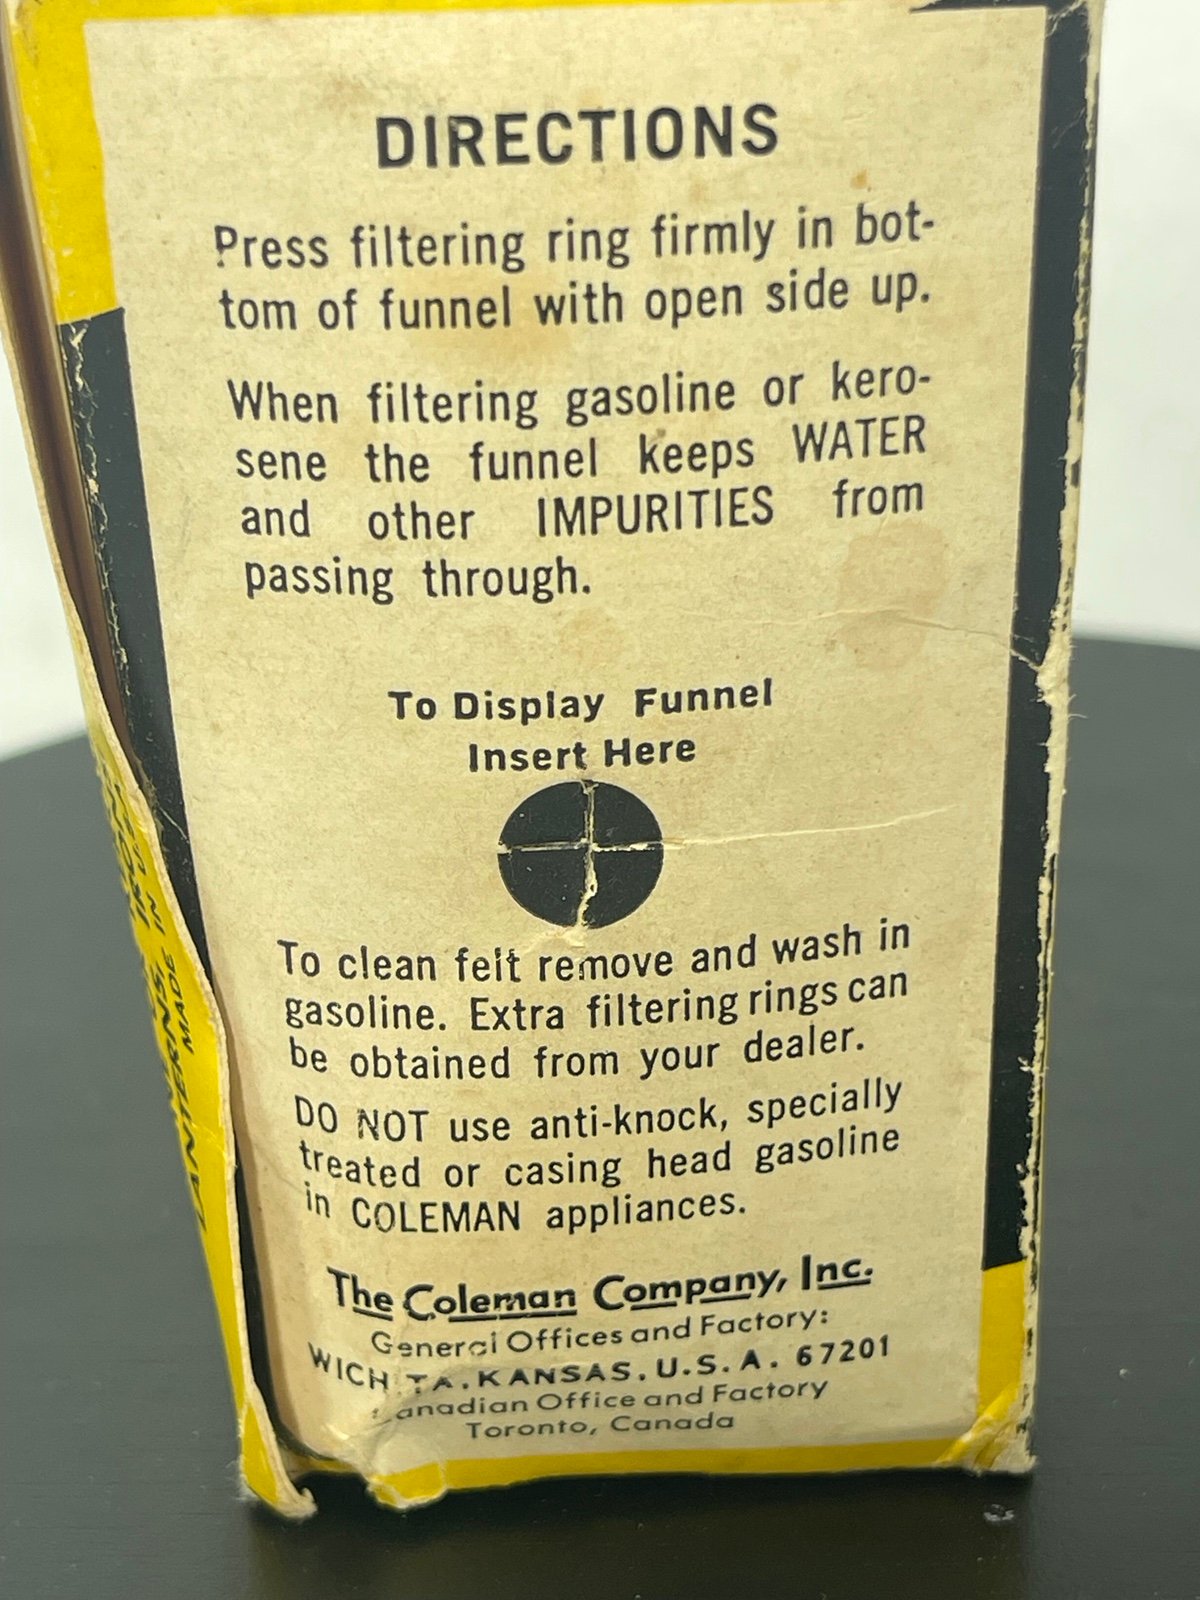 DIRECTIONS
Press filtering ring firmly in bot-
tom of funnel with open side up.
When filtering gasoline or kero-
sene the funnel keeps WATER
and other IMPURITIES from
passing through.
To Display Funnel
Insert Here
To clean felt remove and wash in
gasoline. Extra filtering rings can
be obtained from your dealer.
DO NOT use anti-knock, specially
treated or casing head gasoline
in COLEMAN appliances.
The Coleman Company, Inc.
General Offices and Factory:
WICHITA, KANSAS, U.S.A. 67201
Canadian Office and Factory
Toronto, Canada
LANTERNS, IRON
MADE IN U.S.